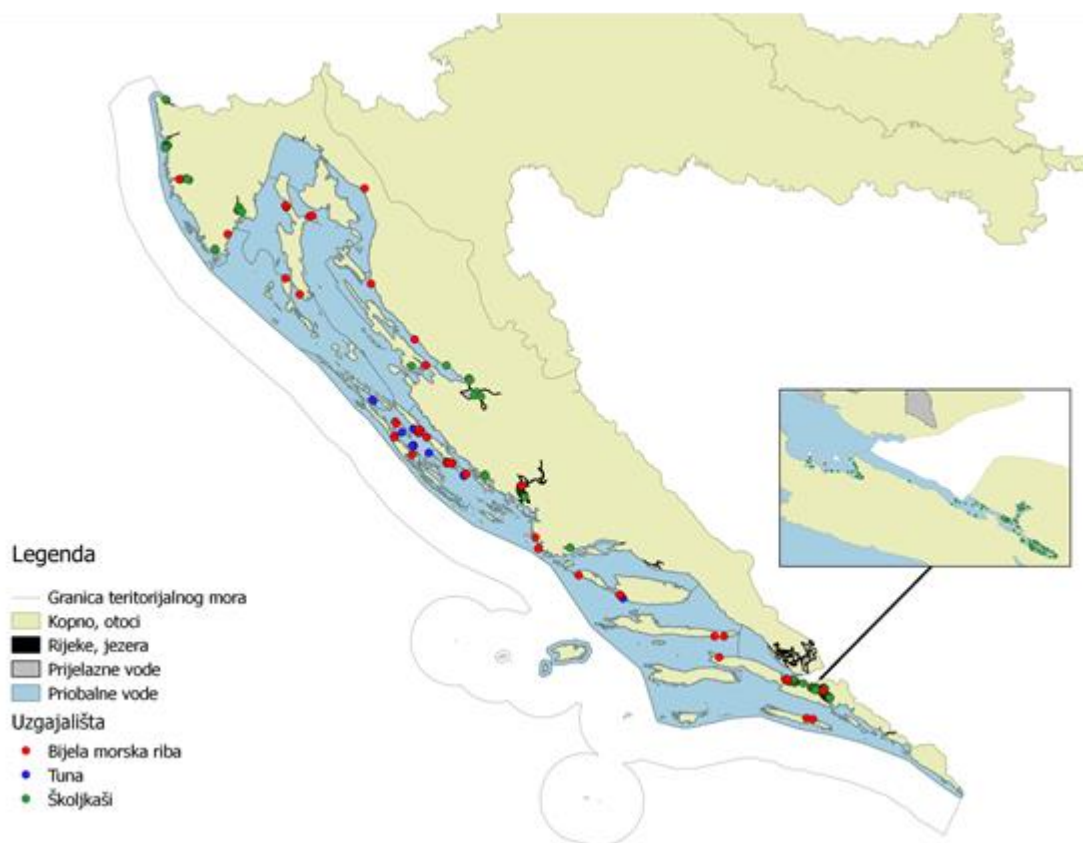 Legenda
Granica teritorijalnog mora
Kopno, otoci
Rijeke, jezera
Prijelazne vode
Priobalne vode
Uzgajališta
Bijela morska riba
Tuna
Školjkaši